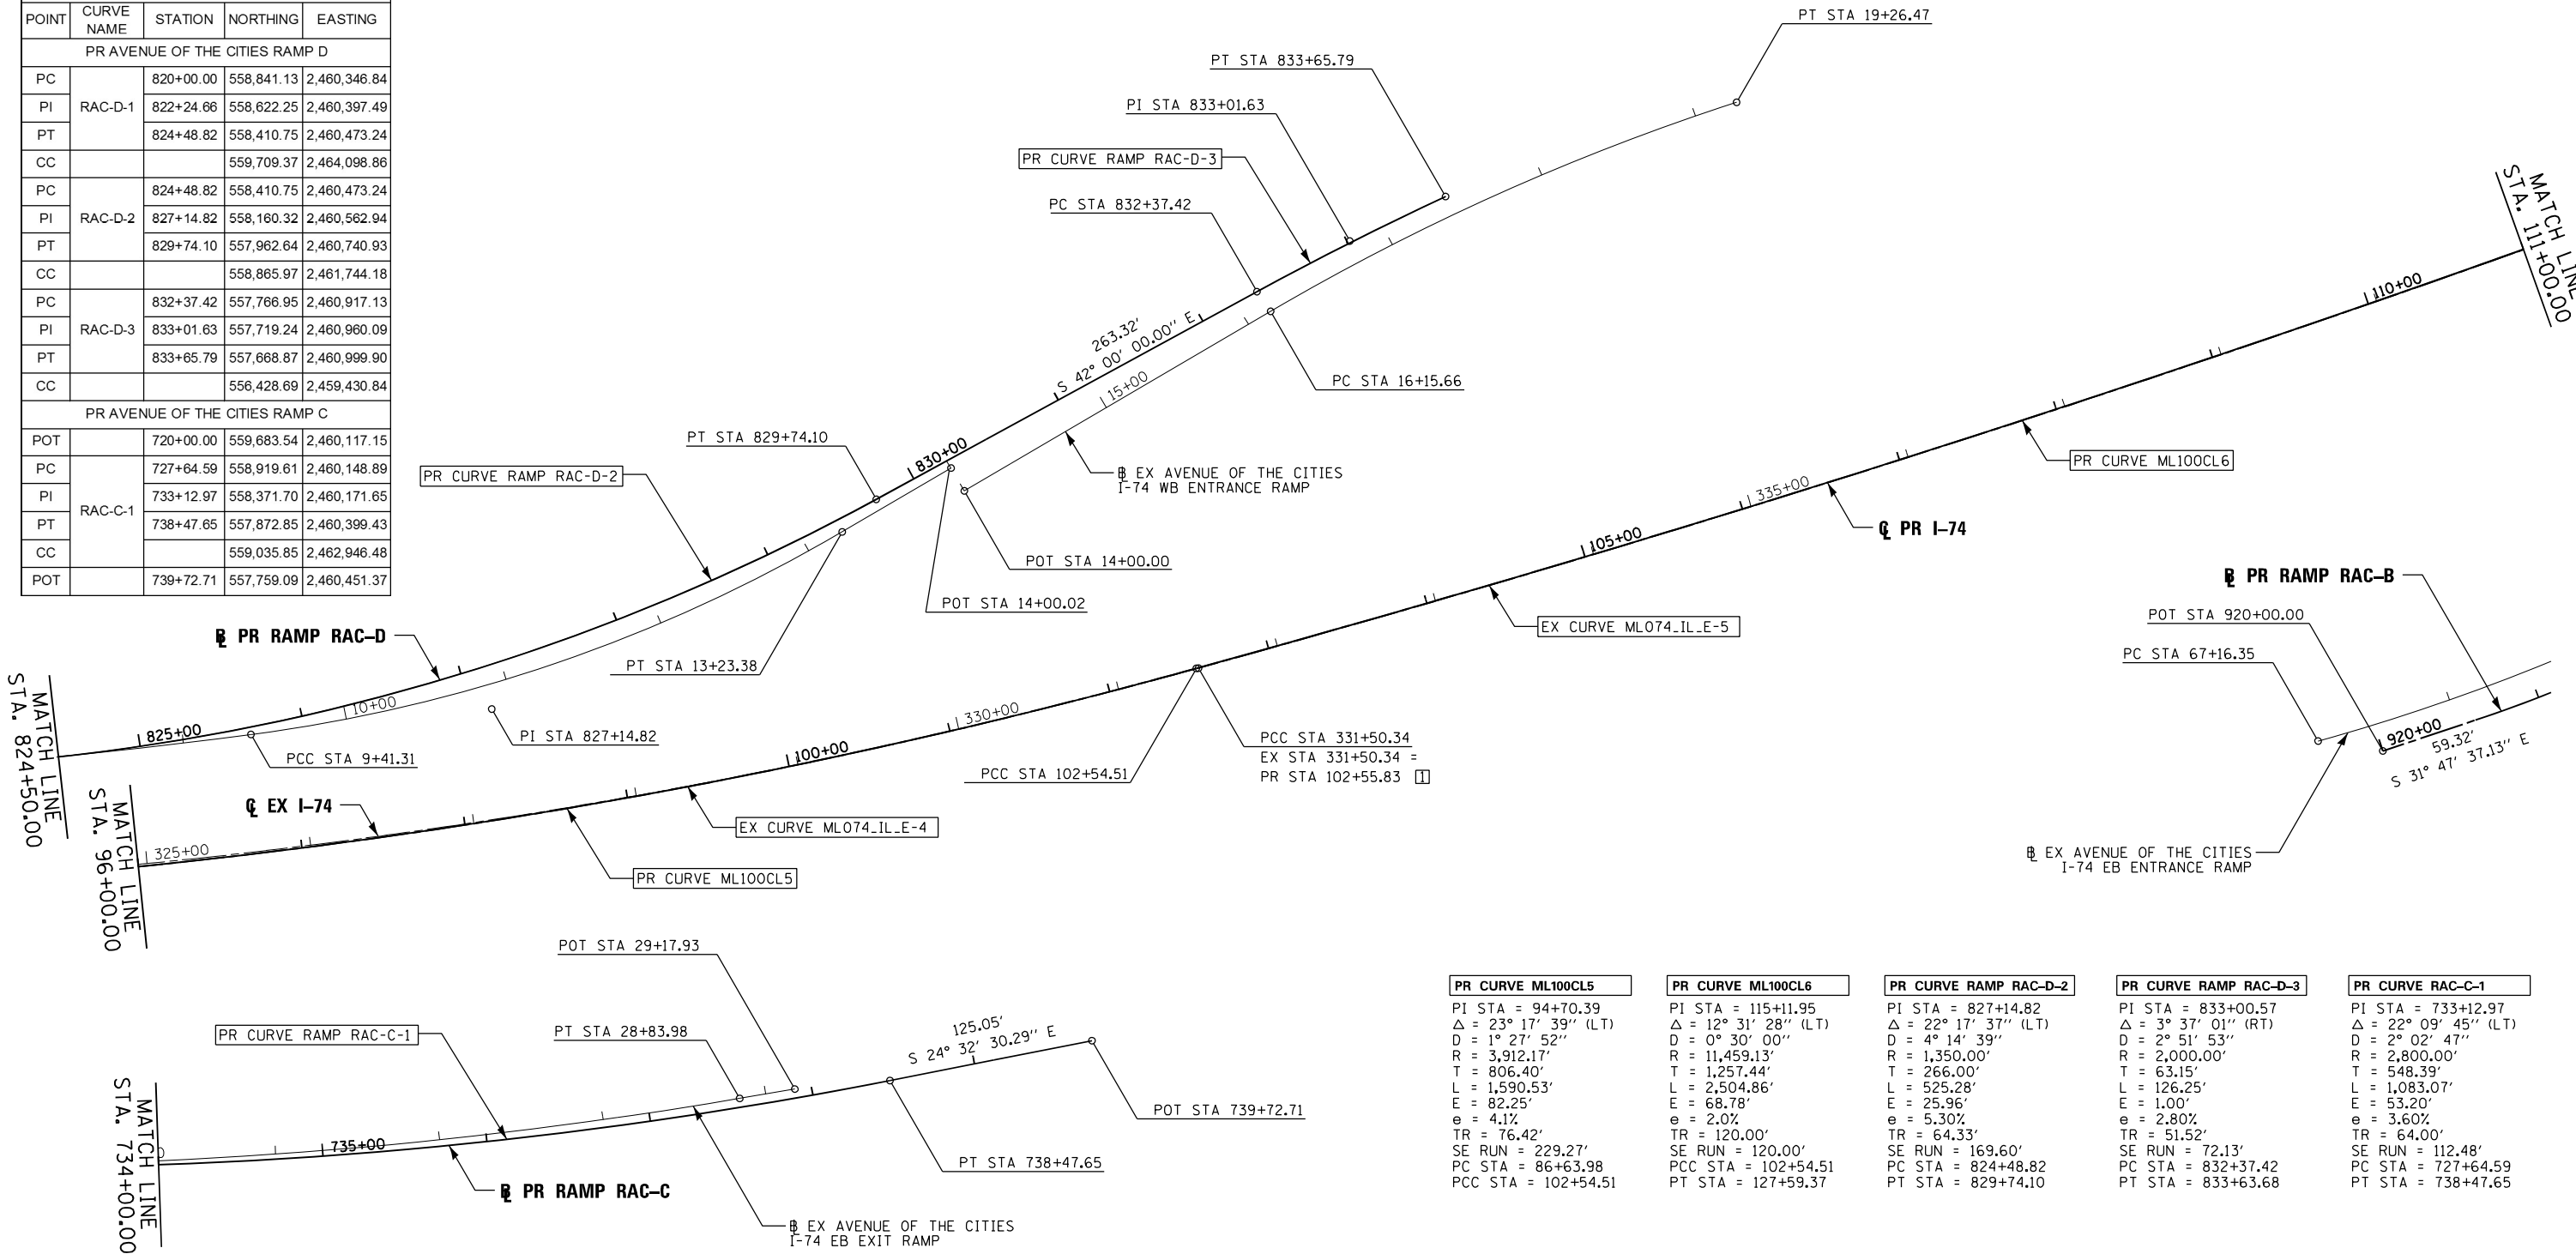 POINT CURVE NAME STATION NORTHING EASTING
PR AVENUE OF THE CITIES RAMP D
PC 820+00.00 558,841.13 2,460,346.84
PI RAC-D-1 822+24.66 558,622.25 2,460,397.49
PT 824+48.82 558,410.75 2,460,473.24
CC 559,709.37 2,464,098.86
PC 824+48.82 558,410.75 2,460,473.24
PI RAC-D-2 827+14.82 558,160.32 2,460,562.94
PT 829+74.10 557,962.64 2,460,740.93
CC 558,865.97 2,461,744.18
PC 832+37.42 557,766.95 2,460,917.13
PI RAC-D-3 833+01.63 557,719.24 2,460,960.09
PT 833+65.79 557,668.87 2,460,999.90
CC 556,428.69 2,459,430.84
PR AVENUE OF THE CITIES RAMP C
POT 720+00.00 559,683.54 2,460,117.15
PC 727+64.59 558,919.61 2,460,148.89
PI RAC-C-1 733+12.97 558,371.70 2,460,171.65
PT 738+47.65 557,872.85 2,460,399.43
CC 559,035.85 2,462,946.48
POT 739+72.71 557,759.09 2,460,451.37
PT STA 19+26.47
PT STA 833+65.79
PI STA 833+01.63
PR CURVE RAMP RAC-D-3
PC STA 832+37.42
MATCH LINE
STA. 111+00.00
110+00
263.32'
S 42° 00' 00.00'' E
15+00
PC STA 16+15.66
PT STA 829+74.10
830+00
PR CURVE RAMP RAC-D-2
℄ EX AVENUE OF THE CITIES
I-74 WB ENTRANCE RAMP
PR CURVE ML100CL6
335+00
℄ PR I-74
105+00
POT STA 14+00.00
POT STA 14+00.02
℄ PR RAMP RAC-B
POT STA 920+00.00
PC STA 67+16.35
EX CURVE ML074_IL_E-5
℄ PR RAMP RAC-D
PT STA 13+23.38
MATCH LINE
STA. 824+50.00
825+00
10+00
PI STA 827+14.82
PCC STA 9+41.31
330+00
100+00
PCC STA 331+50.34
EX STA 331+50.34 =
PR STA 102+55.83 1
PCC STA 102+54.51
920+00
59.32'
S 31° 47' 37.13'' E
MATCH LINE
STA. 96+00.00
℄ EX I-74
325+00
EX CURVE ML074_IL_E-4
PR CURVE ML100CL5
℄ EX AVENUE OF THE CITIES
I-74 EB ENTRANCE RAMP
POT STA 29+17.93
PT STA 28+83.98
PR CURVE RAMP RAC-C-1
125.05'
S 24° 32' 30.29'' E
POT STA 739+72.71
MATCH LINE
STA. 734+00.00
735+00
PT STA 738+47.65
℄ PR RAMP RAC-C
℄ EX AVENUE OF THE CITIES
I-74 EB EXIT RAMP
PR CURVE ML100CL5
PI STA = 94+70.39
Δ = 23° 17' 39'' (LT)
D = 1° 27' 52''
R = 3,912.17'
T = 806.40'
L = 1,590.53'
E = 82.25'
e = 4.1%
TR = 76.42'
SE RUN = 229.27'
PC STA = 86+63.98
PCC STA = 102+54.51
PR CURVE ML100CL6
PI STA = 115+11.95
Δ = 12° 31' 28'' (LT)
D = 0° 30' 00''
R = 11,459.13'
T = 1,257.44'
L = 2,504.86'
E = 68.78'
e = 2.0%
TR = 120.00'
SE RUN = 120.00'
PCC STA = 102+54.51
PT STA = 127+59.37
PR CURVE RAMP RAC-D-2
PI STA = 827+14.82
Δ = 22° 17' 37'' (LT)
D = 4° 14' 39''
R = 1,350.00'
T = 266.00'
L = 525.28'
E = 25.96'
e = 5.30%
TR = 64.33'
SE RUN = 169.60'
PC STA = 824+48.82
PT STA = 829+74.10
PR CURVE RAMP RAC-D-3
PI STA = 833+00.57
Δ = 3° 37' 01'' (RT)
D = 2° 51' 53''
R = 2,000.00'
T = 63.15'
L = 126.25'
E = 1.00'
e = 2.80%
TR = 51.52'
SE RUN = 72.13'
PC STA = 832+37.42
PT STA = 833+63.68
PR CURVE RAC-C-1
PI STA = 733+12.97
Δ = 22° 09' 45'' (LT)
D = 2° 02' 47''
R = 2,800.00'
T = 548.39'
L = 1,083.07'
E = 53.20'
e = 3.60%
TR = 64.00'
SE RUN = 112.48'
PC STA = 727+64.59
PT STA = 738+47.65